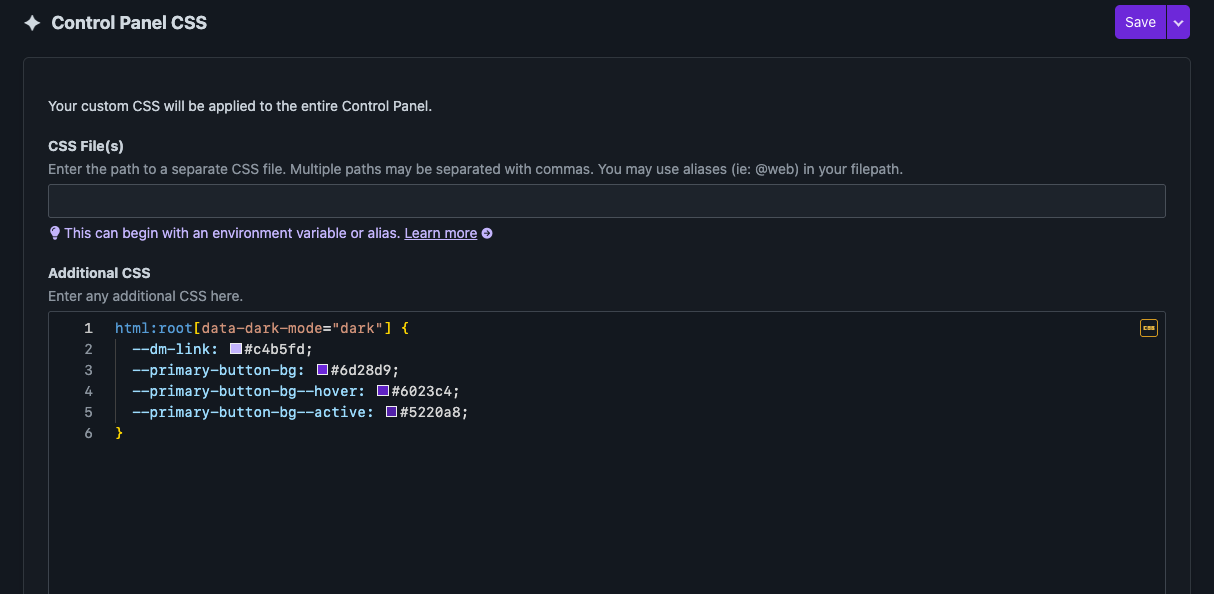 Control Panel CSS
Save
Your custom CSS will be applied to the entire Control Panel.
CSS File(s)
Enter the path to a separate CSS file. Multiple paths may be separated with commas. You may use aliases (ie: @web) in your filepath.
This can begin with an environment variable or alias. Learn more
Additional CSS
Enter any additional CSS here.
1 html:root[data-dark-mode="dark"] {
2 --dm-link: #c4b5fd;
3 --primary-button-bg: #6d28d9;
4 --primary-button-bg--hover: #6023c4;
5 --primary-button-bg--active: #5220a8;
6 }
CSS